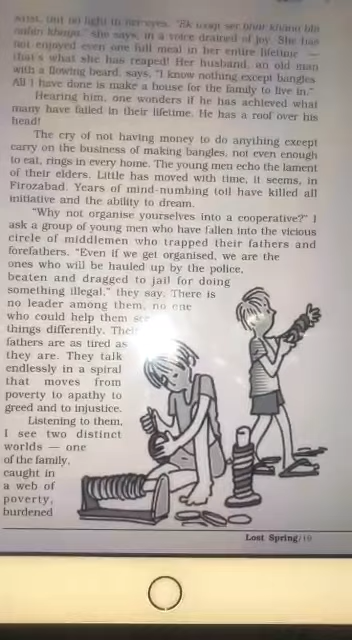 wrist, but no light in her eyes. "Ek waqt ser bhar khana bhi
nahin khaya," she says, in a voice drained of joy. She has
not enjoyed even one full meal in her entire lifetime —
that's what she has reaped! Her husband, an old man
with a flowing beard, says, "I know nothing except bangles.
All I have done is make a house for the family to live in."
Hearing him, one wonders if he has achieved what
many have failed in their lifetime. He has a roof over his
head!
The cry of not having money to do anything except
carry on the business of making bangles, not even enough
to eat, rings in every home. The young men echo the lament
of their elders. Little has moved with time, it seems, in
Firozabad. Years of mind-numbing toil have killed all
initiative and the ability to dream.
"Why not organise yourselves into a cooperative?" I
ask a group of young men who have fallen into the vicious
circle of middlemen who trapped their fathers and
forefathers. "Even if we get organised, we are the
ones who will be hauled up by the police,
beaten and dragged to jail for doing
something illegal," they say. There is
no leader among them, no one
who could help them see
things differently. Their
fathers are as tired as
they are. They talk
endlessly in a spiral
that moves from
poverty to apathy to
greed and to injustice.
Listening to them,
I see two distinct
worlds — one
of the family,
caught in
a web of
poverty,
burdened
Lost Spring/19